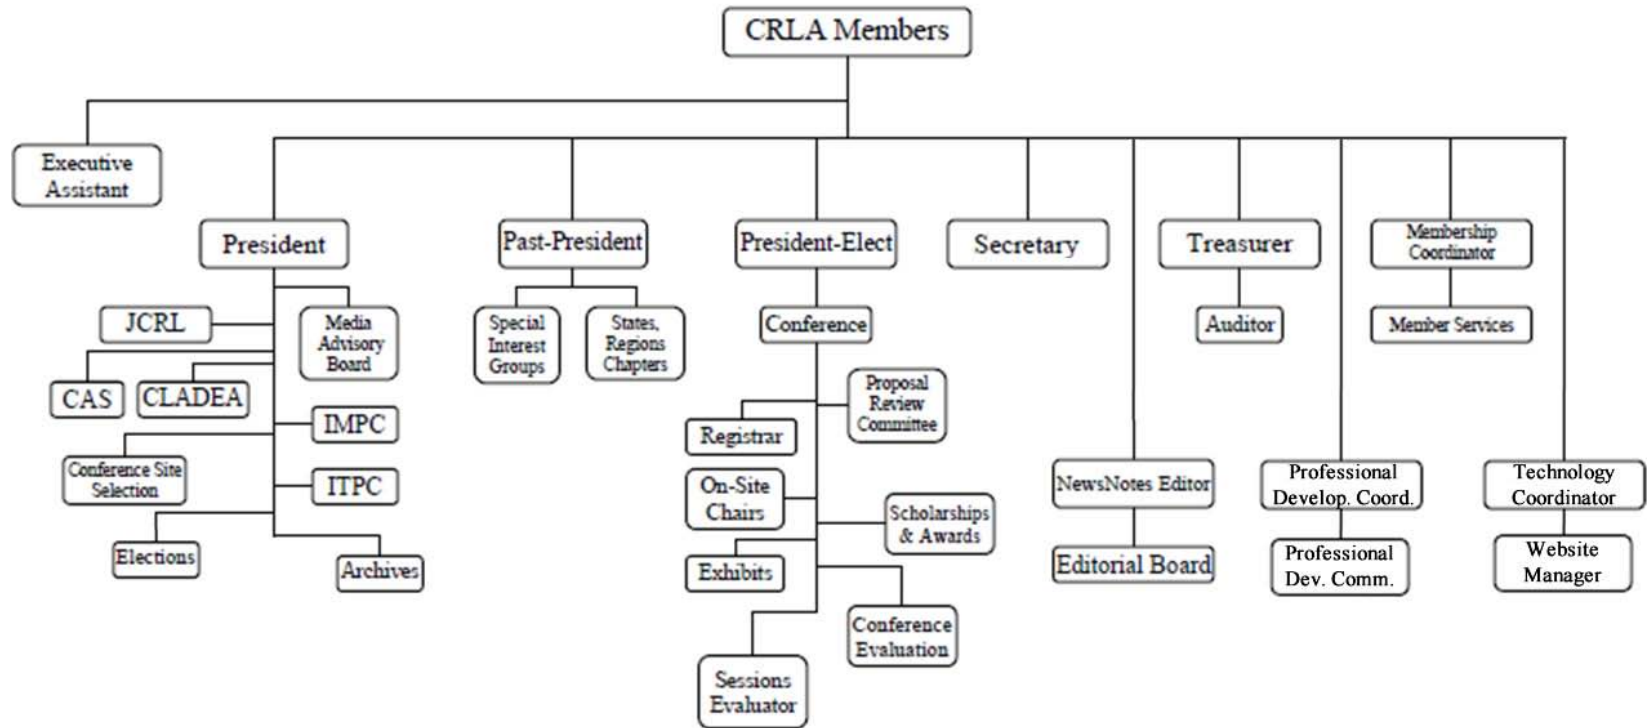 CRLA Members
Executive
Assistant
President
Past-President
President-Elect
Secretary
Treasurer
Membership
Coordinator
JCRL
Media
Advisory
Board
Special
Interest
Groups
States,
Regions
Chapters
Conference
Auditor
Member Services
CAS
CLADEA
IMPC
Conference Site
Selection
ITPC
Elections
Archives
Proposal
Review
Committee
Registrar
On-Site
Chairs
Scholarships
& Awards
Exhibits
Conference
Evaluation
Sessions
Evaluator
NewsNotes Editor
Editorial Board
Professional
Develop. Coord.
Professional
Dev. Comm.
Technology
Coordinator
Website
Manager